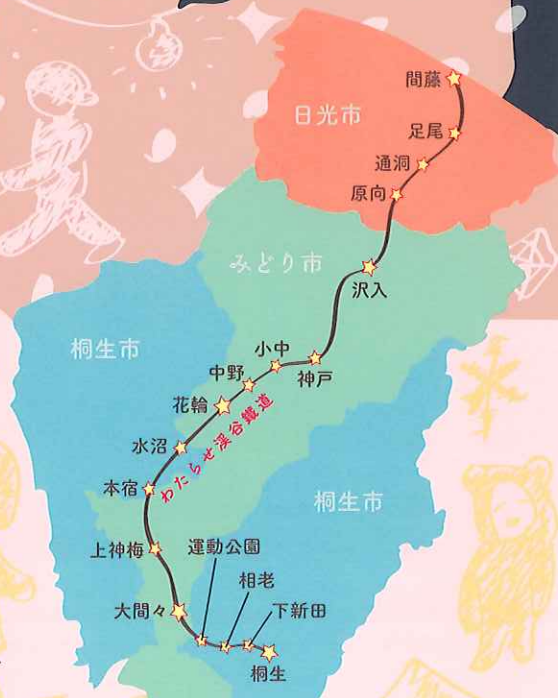 間藤
日光市
足尾
通洞
原向
みどり市
沢入
桐生市
小中
神戸
中野
花輪
わたらせ渓谷鐵道
水沼
本宿
桐生市
上神梅
運動公園
相老
大間々
下新田
桐生